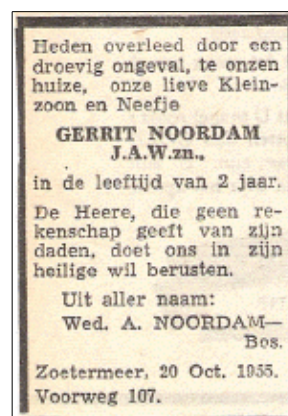 Heden overleed door een
droevig ongeval, te onzen
huize, onze lieve Klein-
zoon en Neefje
GERRIT NOORDAM
J.A.W.zn.,
in de leeftijd van 2 jaar.
De Heere, die geen re-
kenschap geeft van zijn
daden, doet ons in zijn
heilige wil berusten.
Uit aller naam:
Wed. A. NOORDAM—
Bos.
Zoetermeer, 20 Oct. 1955.
Voorweg 107.